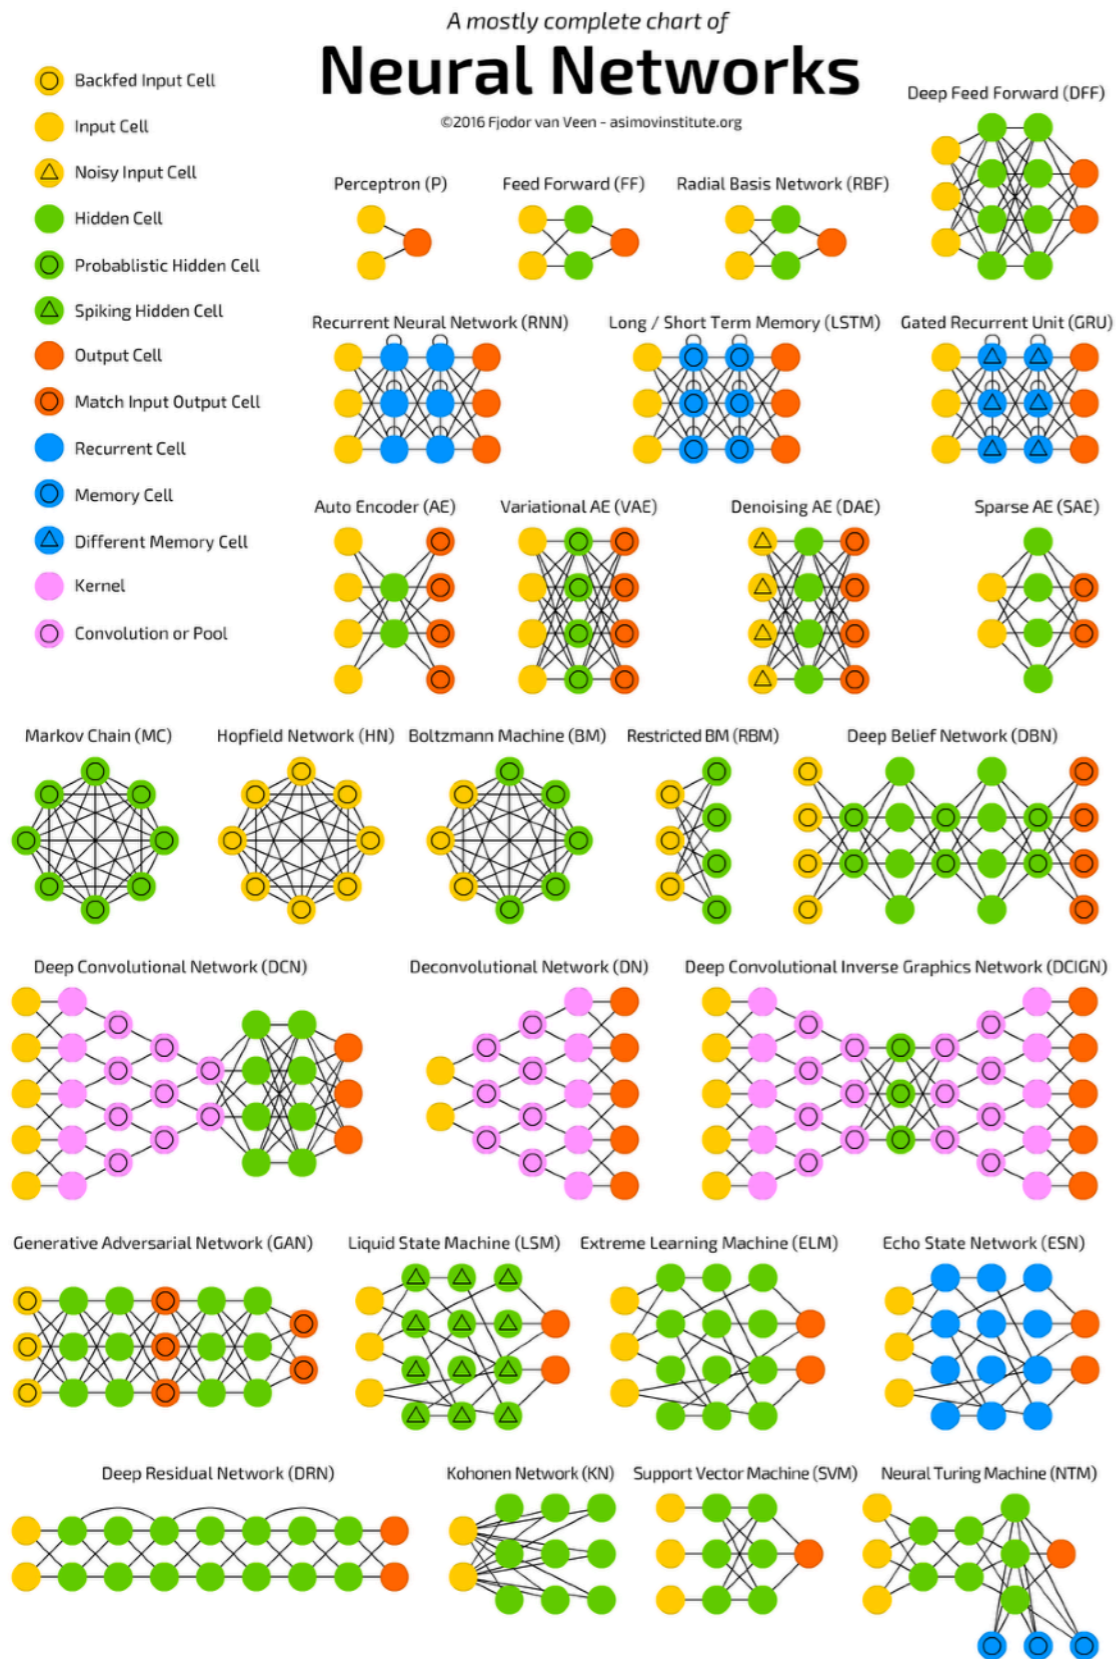 A mostly complete chart of
Neural Networks
©2016 Fjodor van Veen - asimovinstitute.org
Backfed Input Cell
Input Cell
Noisy Input Cell
Hidden Cell
Probablistic Hidden Cell
Spiking Hidden Cell
Output Cell
Match Input Output Cell
Recurrent Cell
Memory Cell
Different Memory Cell
Kernel
Convolution or Pool
Deep Feed Forward (DFF)
Perceptron (P)
Feed Forward (FF)
Radial Basis Network (RBF)
Recurrent Neural Network (RNN)
Long / Short Term Memory (LSTM)
Gated Recurrent Unit (GRU)
Auto Encoder (AE)
Variational AE (VAE)
Denoising AE (DAE)
Sparse AE (SAE)
Markov Chain (MC)
Hopfield Network (HN)
Boltzmann Machine (BM)
Restricted BM (RBM)
Deep Belief Network (DBN)
Deep Convolutional Network (DCN)
Deconvolutional Network (DN)
Deep Convolutional Inverse Graphics Network (DCIGN)
Generative Adversarial Network (GAN)
Liquid State Machine (LSM)
Extreme Learning Machine (ELM)
Echo State Network (ESN)
Deep Residual Network (DRN)
Kohonen Network (KN)
Support Vector Machine (SVM)
Neural Turing Machine (NTM)